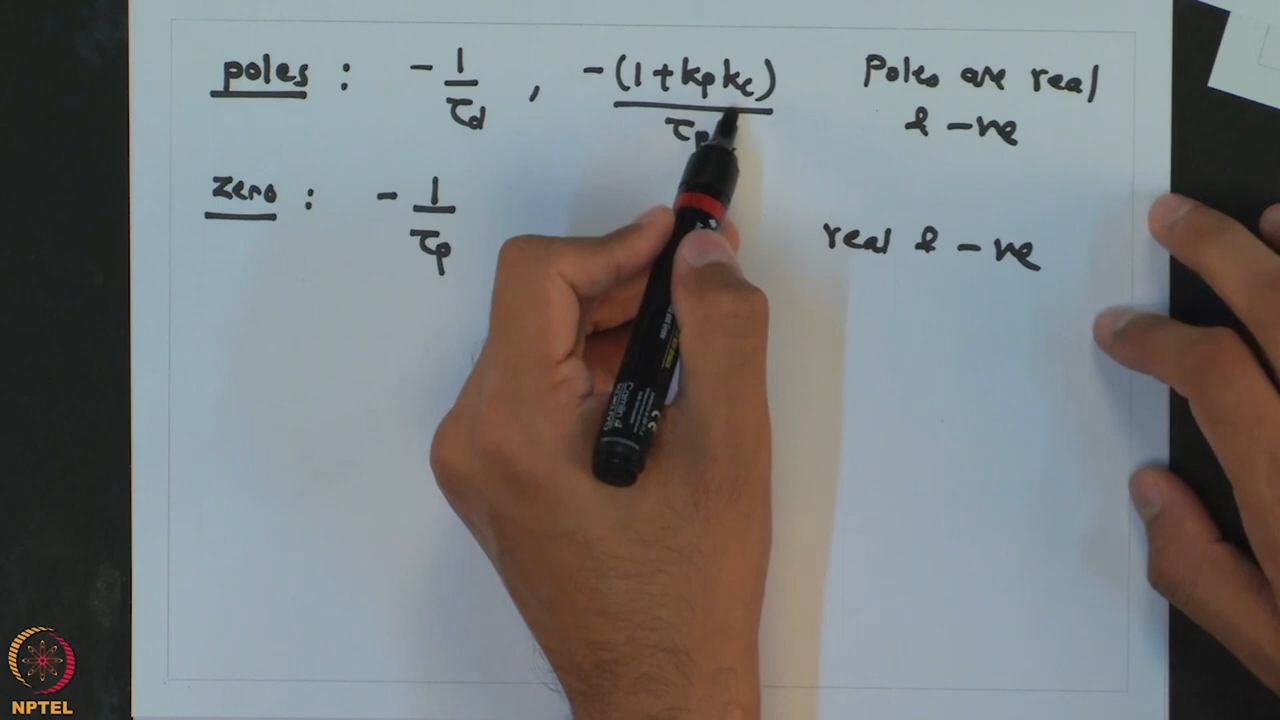 poles : -1/τd , -(1+kpkc)/τp Poles are real
& -ve
zero : -1/τp real & -ve
NPTEL